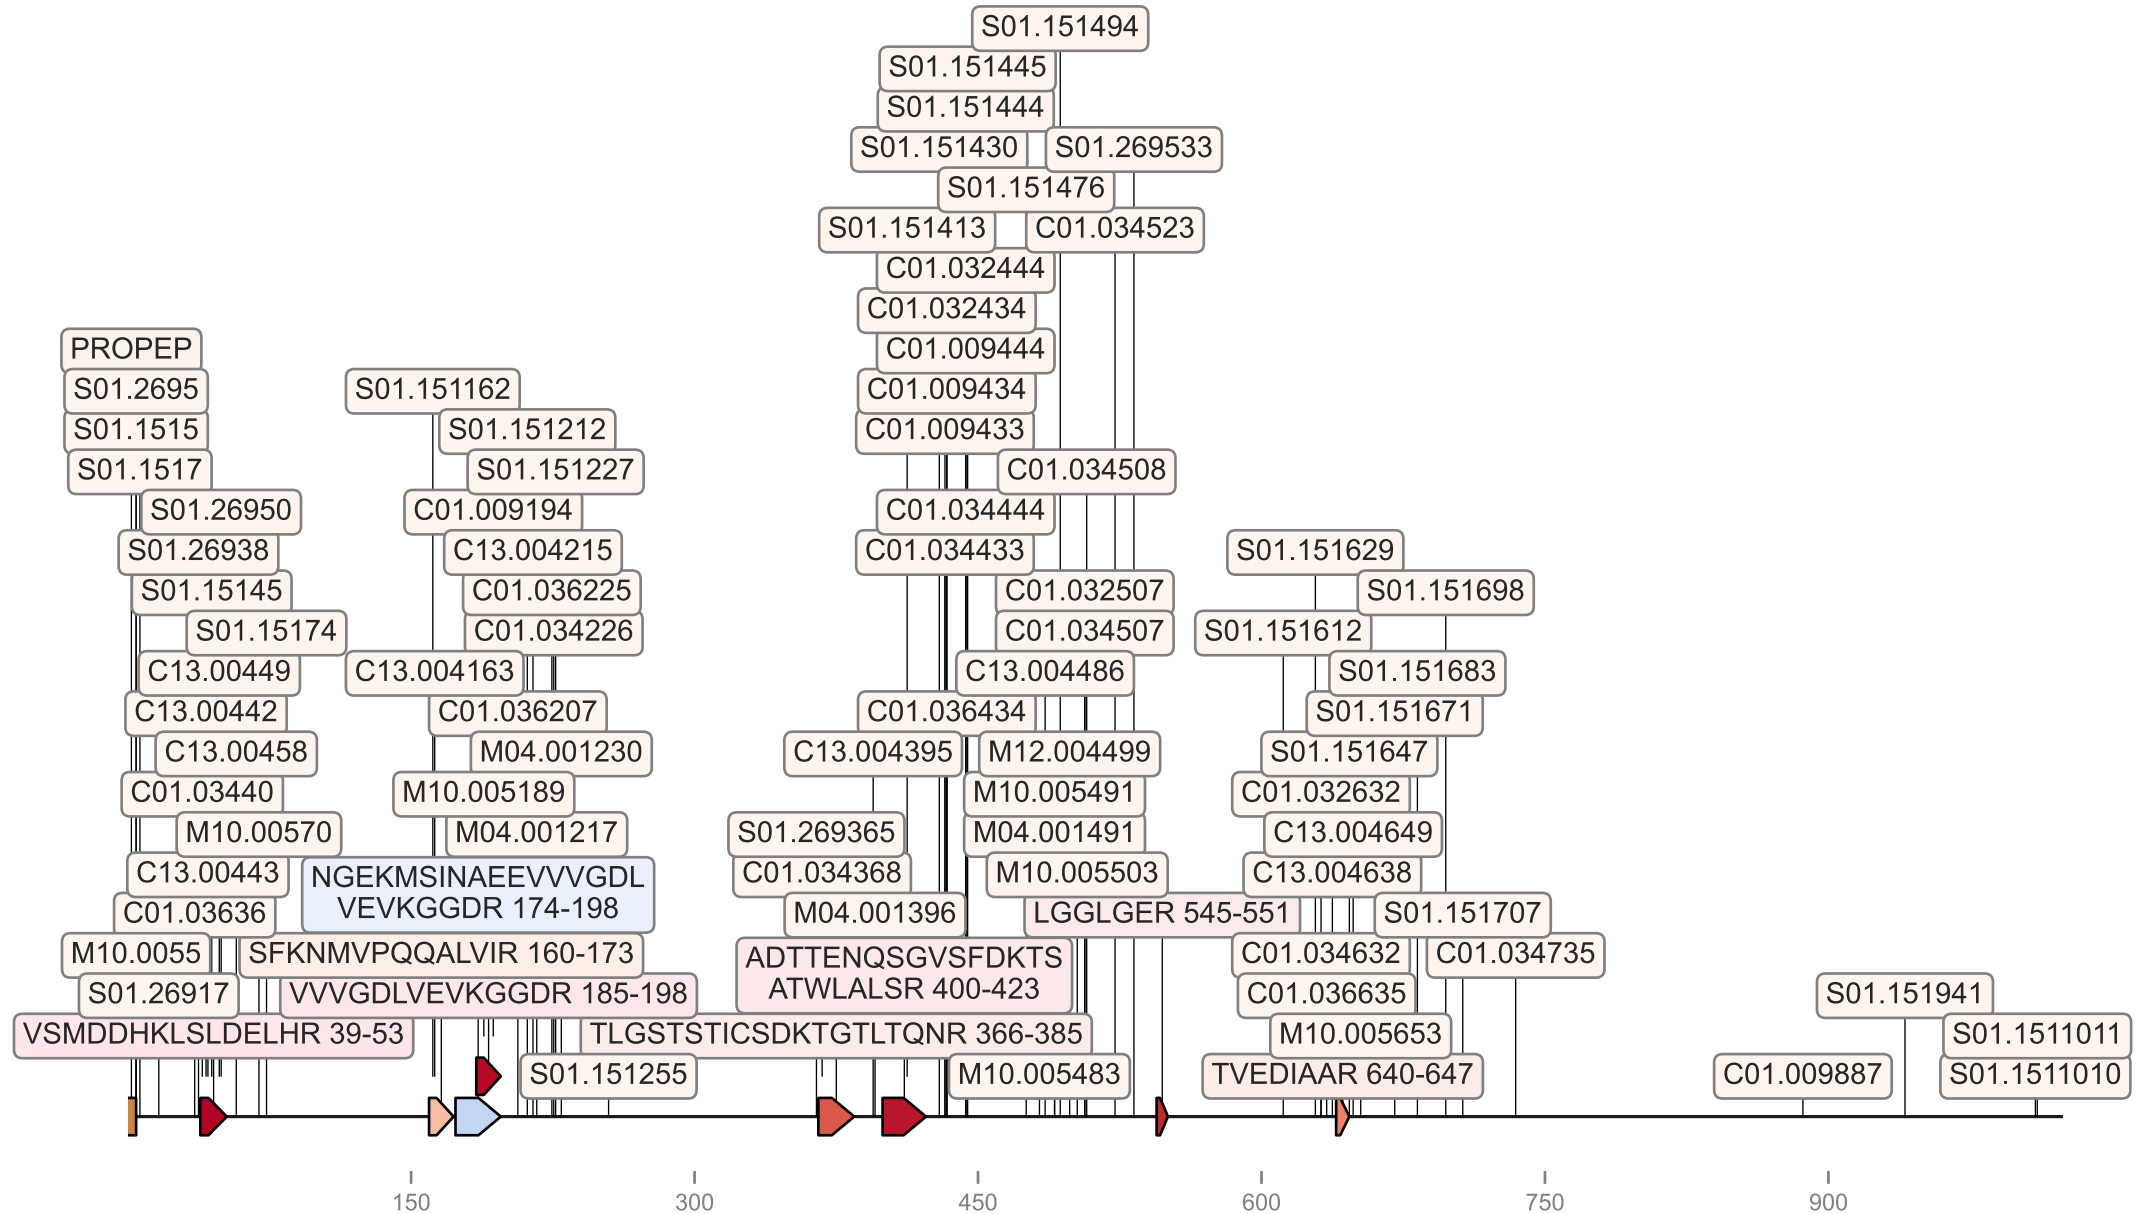 S01.151494
S01.151445
S01.151444
S01.151430 S01.269533
S01.151476
S01.151413 C01.034523
C01.032444
C01.032434
PROPEP C01.009444
S01.2695 S01.151162 C01.009434
S01.1515 S01.151212 C01.009433
S01.1517 S01.151227 C01.034508
S01.26950 C01.009194 C01.034444
S01.26938 C13.004215 C01.034433 S01.151629
S01.15145 C01.036225 C01.032507 S01.151698
S01.15174 C01.034226 C01.034507 S01.151612
C13.00449 C13.004163 C13.004486 S01.151683
C13.00442 C01.036207 C01.036434 S01.151671
C13.00458 M04.001230 C13.004395 M12.004499 S01.151647
C01.03440 M10.005189 M10.005491 C01.032632
M10.00570 M04.001217 S01.269365 M04.001491 C13.004649
C13.00443 C01.034368 M10.005503 C13.004638
NGEKMSINAEEVVVGDL
VEVKGGDR 174-198
C01.03636 M04.001396 LGGLGER 545-551 S01.151707
M10.0055 SFKNMVPQQALVIR 160-173 C01.034632 C01.034735
ADTTENQSGVSFDKTS
ATWLALSR 400-423
S01.26917 VVVGDLVEVKGGDR 185-198 C01.036635 S01.151941
VSMDDHKLSLDELHR 39-53 TLGSTSTICSDKTGTLTQNR 366-385 M10.005653 S01.1511011
S01.151255 M10.005483 TVEDIAAR 640-647 C01.009887 S01.1511010
150 300 450 600 750 900